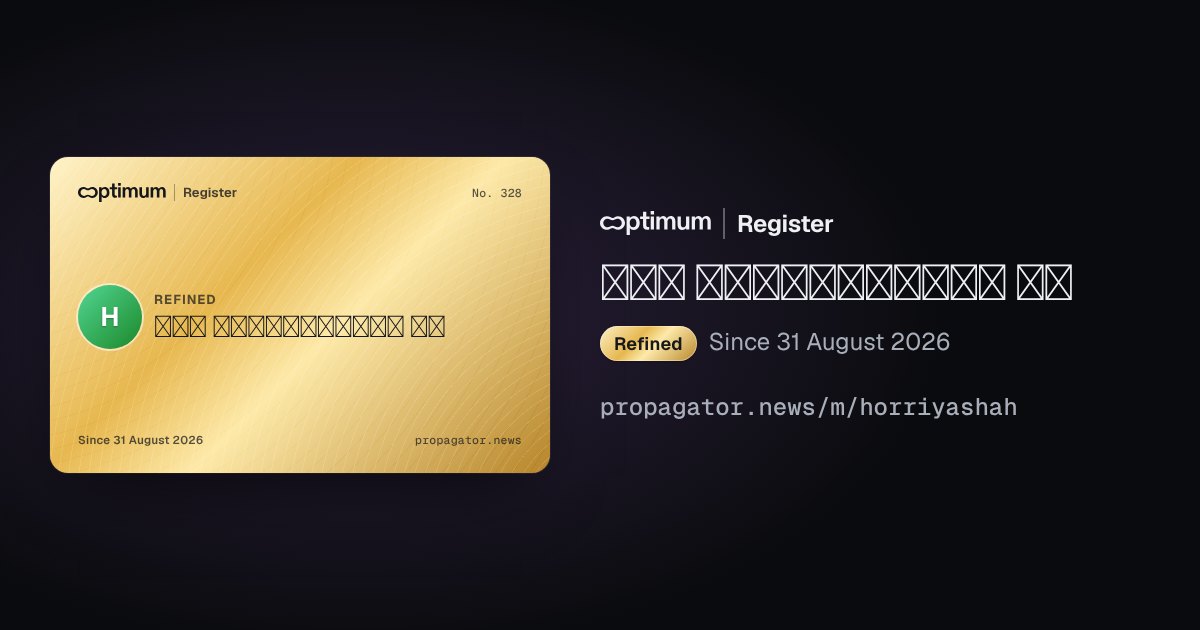 optimum | Register
No. 328
H
REFINED
Since 31 August 2026
propagator.news
optimum | Register
Refined
Since 31 August 2026
propagator.news/m/horriyashah